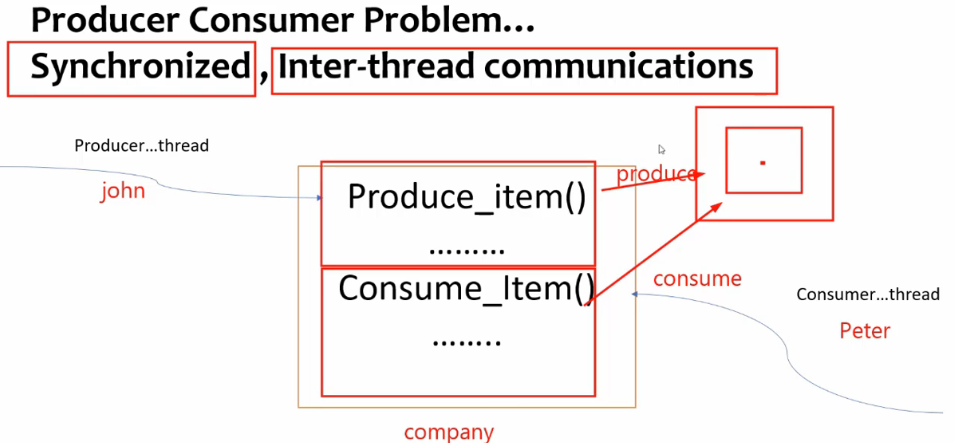 Producer Consumer Problem...
Synchronized , Inter-thread communications
Producer...thread
john
Produce_item()
.........
produce
Consume_Item()
........
consume
Consumer...thread
Peter
company